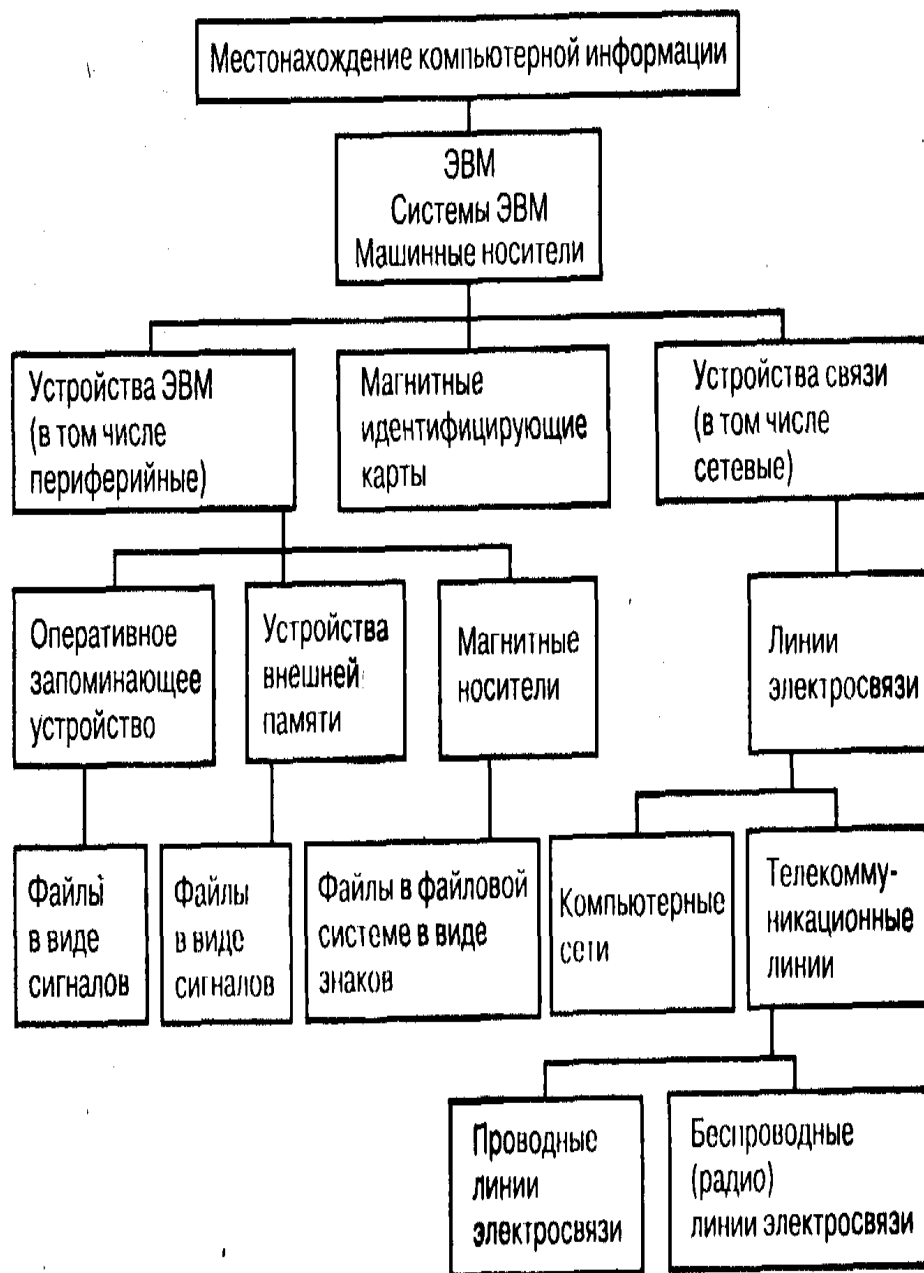 Местонахождение компьютерной информации
ЭВМ
Системы ЭВМ
Машинные носители
Устройства ЭВМ
(в том числе
периферийные)
Магнитные
идентифицирующие
карты
Устройства связи
(в том числе
сетевые)
Оперативное
запоминающее
устройство
Устройства
внешней
памяти
Магнитные
носители
Линии
электросвязи
Файлы
в виде
сигналов
Файлы
в виде
сигналов
Файлы в файловой
системе в виде
знаков
Компьютерные
сети
Телекомму-
никационные
линии
Проводные
линии
электросвязи
Беспроводные
(радио)
линии электросвязи